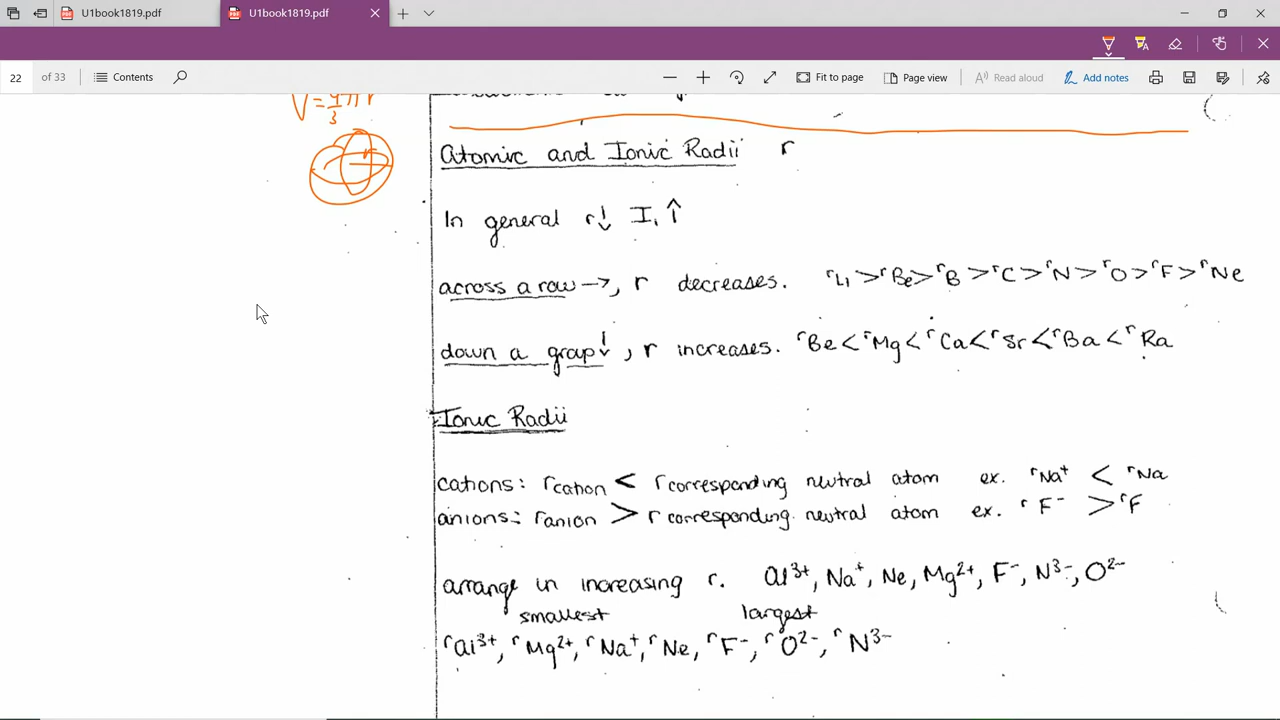 U1book1819.pdf
U1book1819.pdf
22 of 33 Contents Fit to page Page view Read aloud Add notes
V = 4/3 π r
Atomic and Ionic Radii r
In general r↓ I₁↑
across a row →, r decreases. rLi > rBe > rB > rC > rN > rO > rF > rNe
down a group↓, r increases. rBe < rMg < rCa < rSr < rBa < rRa
Ionic Radii
cations: rcation < r corresponding neutral atom ex. rNa⁺ < rNa
anions: ranion > r corresponding neutral atom ex. rF⁻ > rF
arrange in increasing r. Al³⁺, Na⁺, Ne, Mg²⁺, F⁻, N³⁻, O²⁻
smallest largest
rAl³⁺, rMg²⁺, rNa⁺, rNe, rF⁻, rO²⁻, rN³⁻